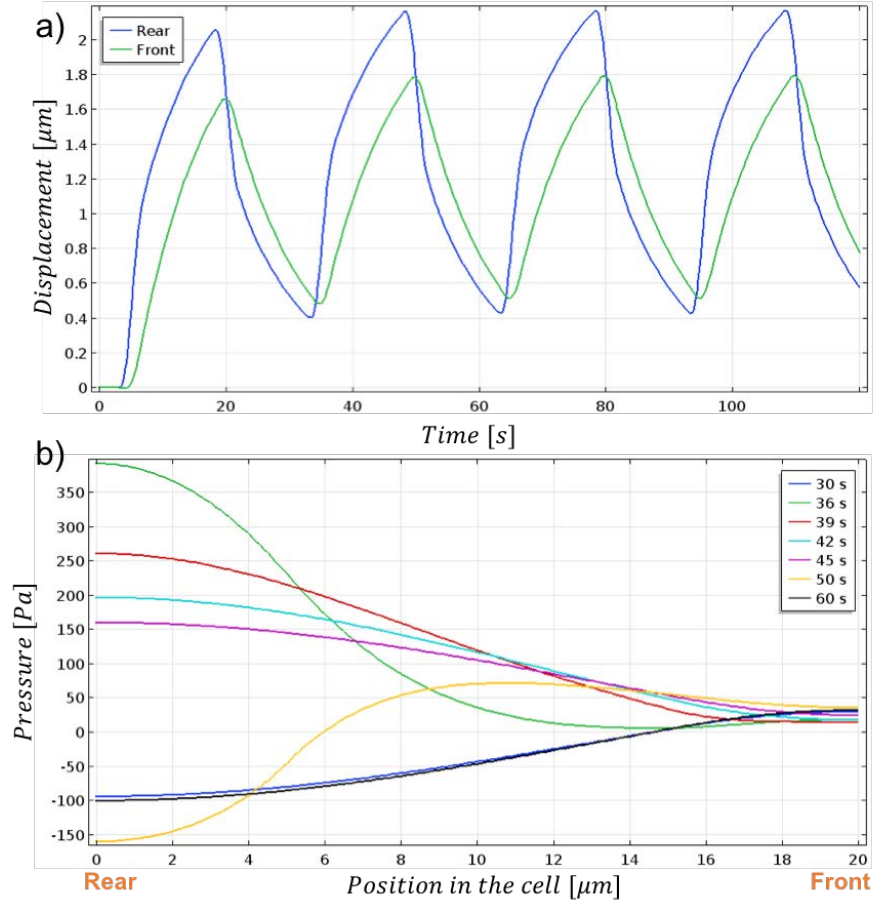 a)
Rear
Front
Displacement [μm]
2
1.8
1.6
1.4
1.2
1
0.8
0.6
0.4
0.2
0
0 20 40 60 80 100
Time [s]
b)
30 s
36 s
39 s
42 s
45 s
50 s
60 s
Pressure [Pa]
350
300
250
200
150
100
50
0
-50
-100
-150
0 2 4 6 8 10 12 14 16 18 20
Rear Position in the cell [μm] Front